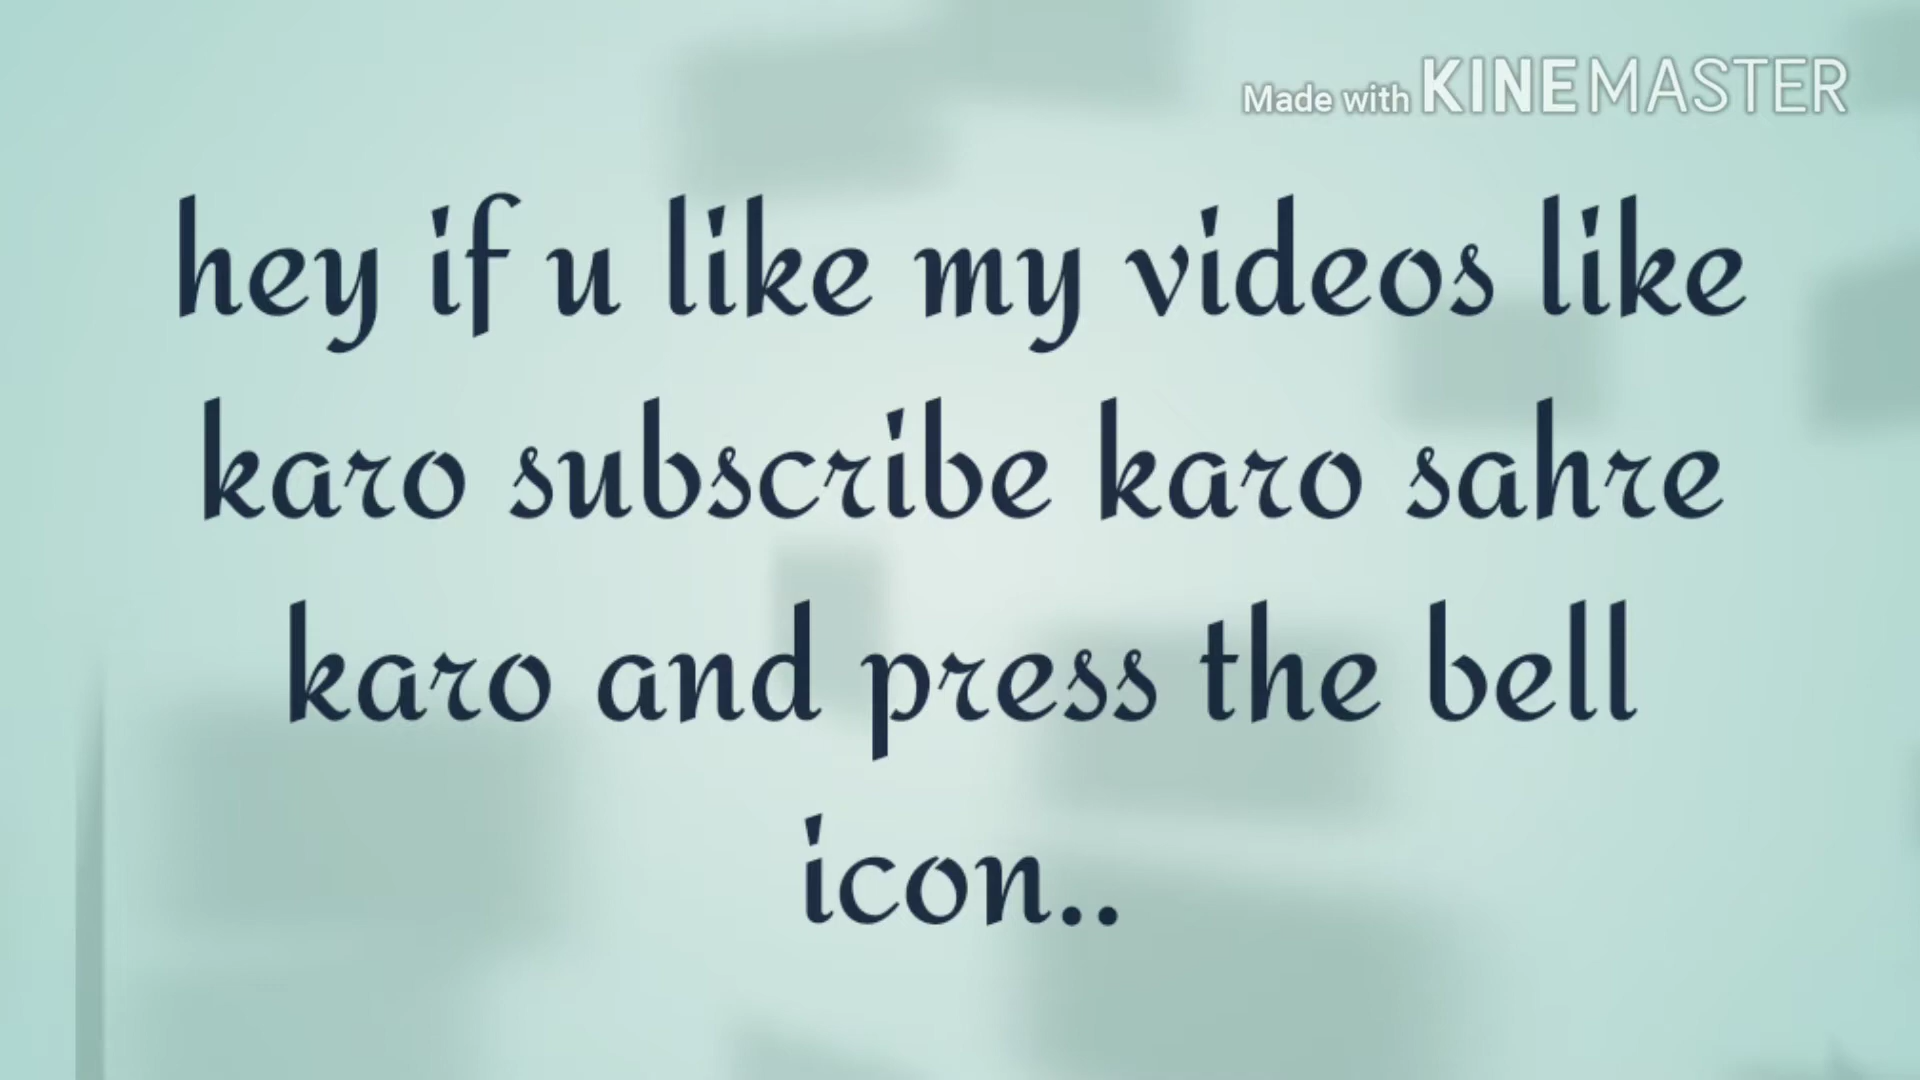 Made with KINEMASTER
hey if u like my videos like
karo subscribe karo sahre
karo and press the bell
icon..